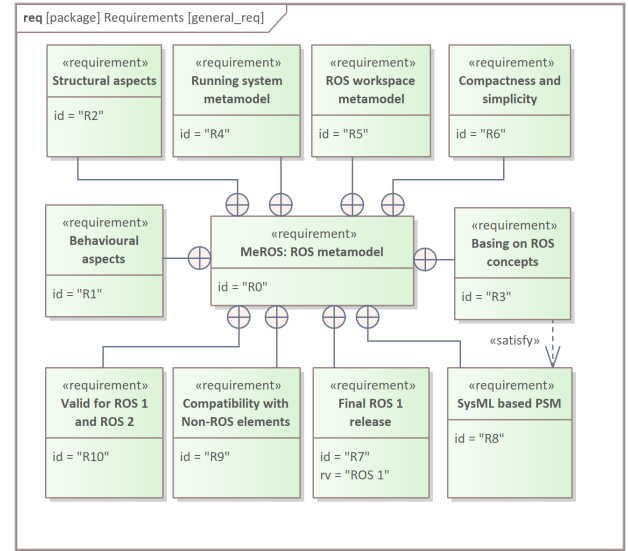 req [package] Requirements [general_req]
«requirement»
Structural aspects
id = "R2"
«requirement»
Running system
metamodel
id = "R4"
«requirement»
ROS workspace
metamodel
id = "R5"
«requirement»
Compactness and
simplicity
id = "R6"
«requirement»
Behavioural
aspects
id = "R1"
«requirement»
MeROS: ROS metamodel
id = "R0"
«requirement»
Basing on ROS
concepts
id = "R3"
«satisfy»
«requirement»
Valid for ROS 1
and ROS 2
id = "R10"
«requirement»
Compatibility with
Non-ROS elements
id = "R9"
«requirement»
Final ROS 1
release
id = "R7"
rv = "ROS 1"
«requirement»
SysML based PSM
id = "R8"